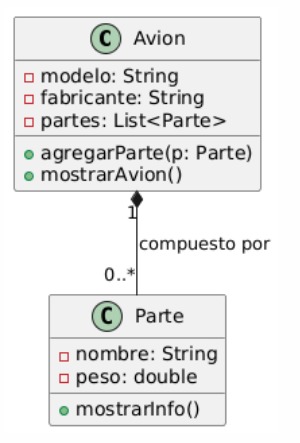 C Avion
modelo: String
fabricante: String
partes: List<Parte>
agregarParte(p: Parte)
mostrarAvion()
1
compuesto por
0..*
C Parte
nombre: String
peso: double
mostrarInfo()